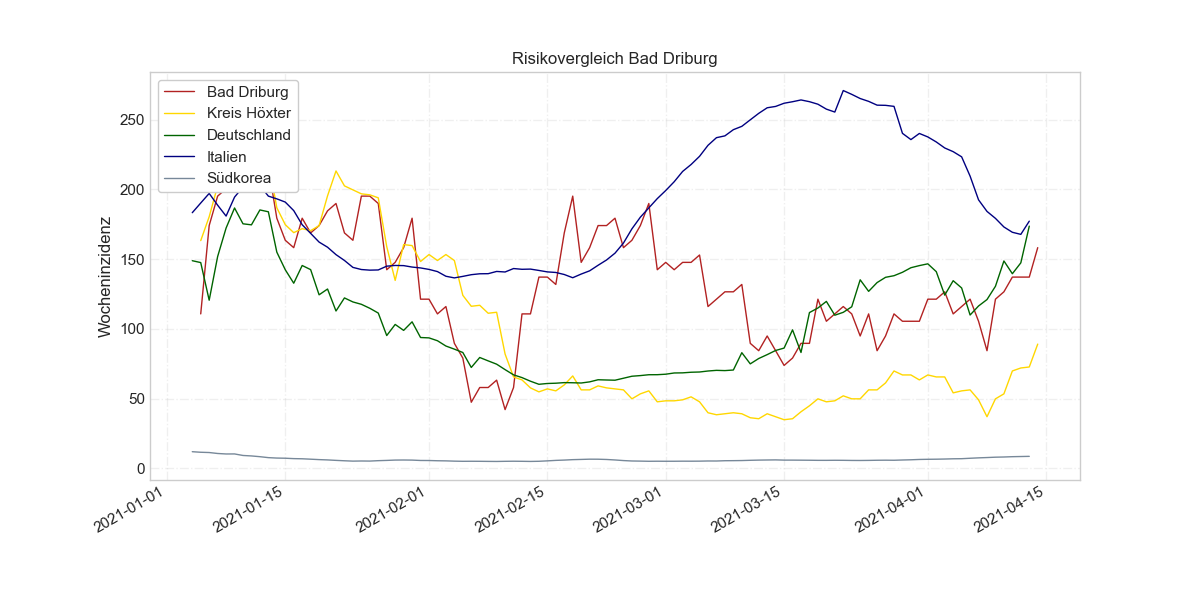 Risikovergleich Bad Driburg
Bad Driburg
Kreis Höxter
Deutschland
Italien
Südkorea
Wocheninzidenz
250
200
150
100
50
0
2021-01-01
2021-01-15
2021-02-01
2021-02-15
2021-03-01
2021-03-15
2021-04-01
2021-04-15